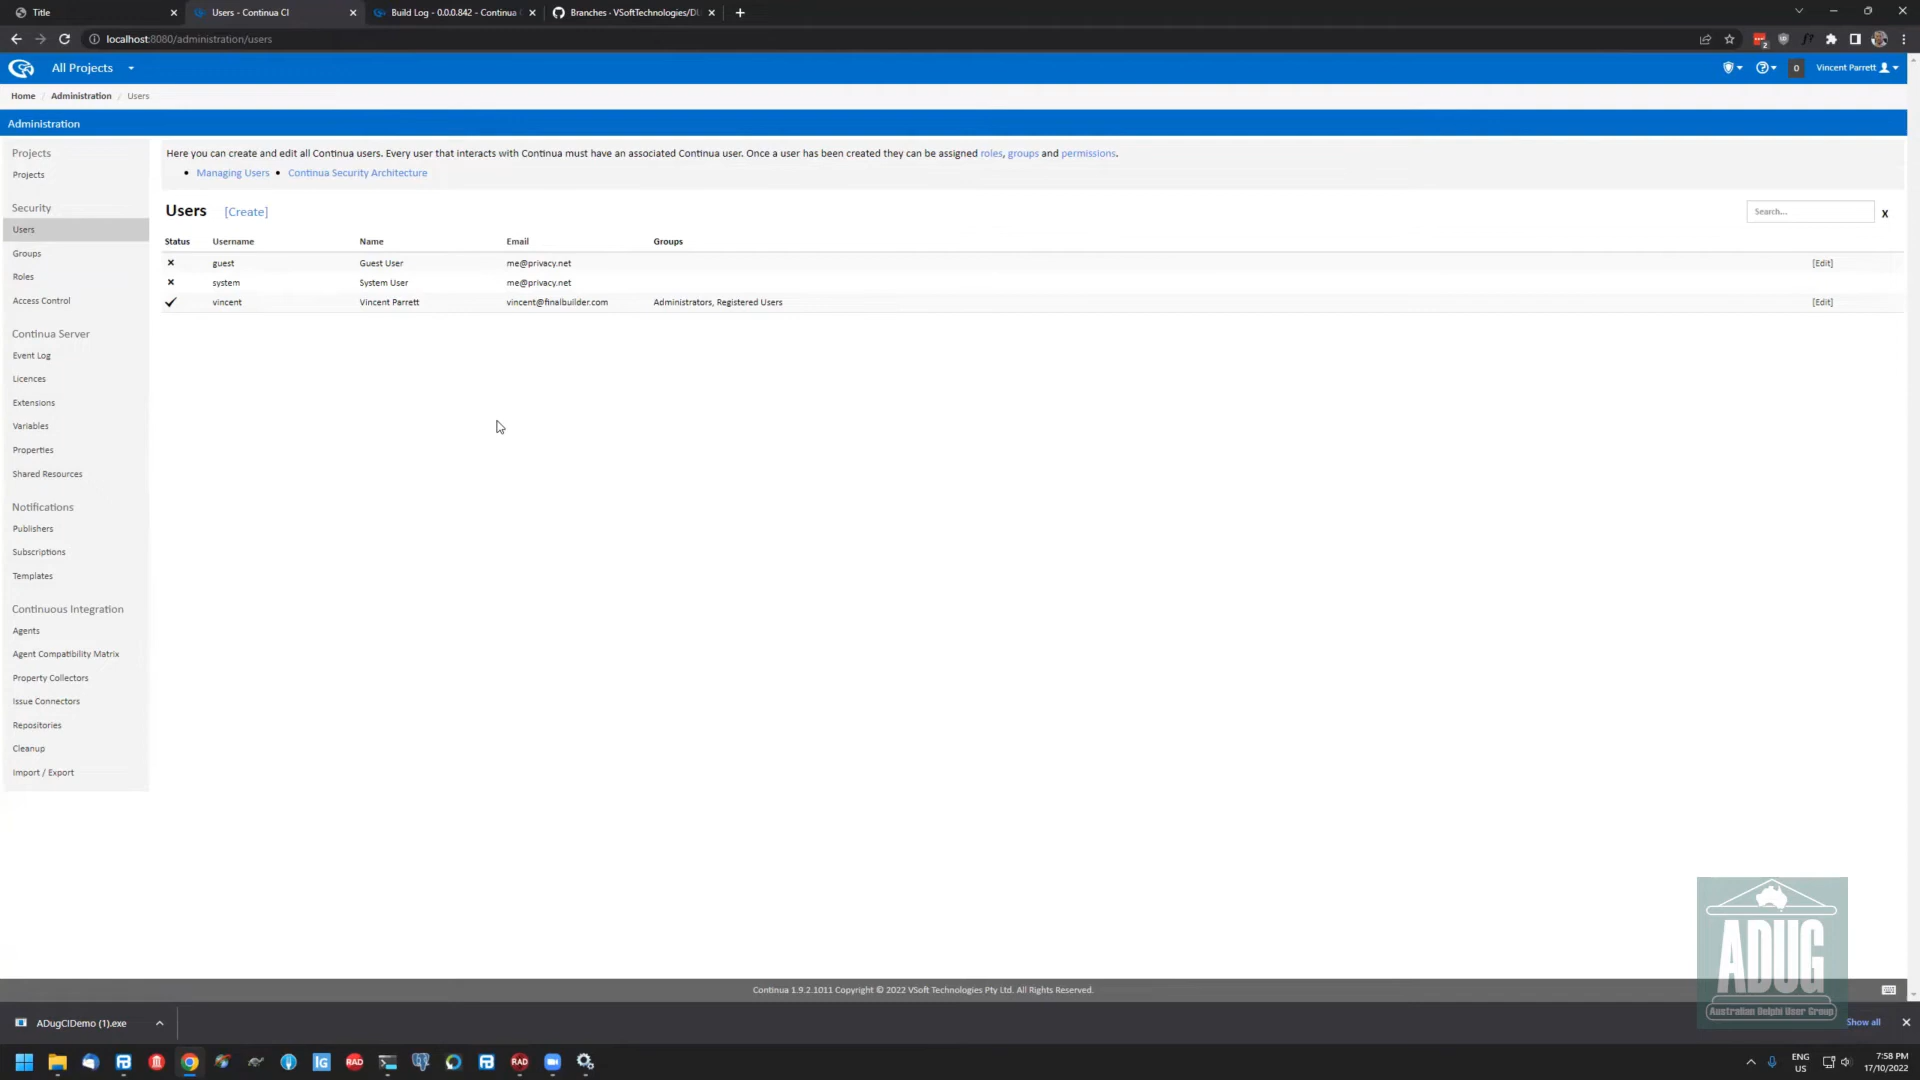 Title
Users - Continua CI
Build Log - 0.0.0.842 - Continua
Branches · VSoftTechnologies/DU
localhost:8080/administration/users
2
All Projects
0
Vincent Parrett
Home / Administration / Users
Administration
Projects
Projects
Security
Users
Groups
Roles
Access Control
Continua Server
Event Log
Licences
Extensions
Variables
Properties
Shared Resources
Notifications
Publishers
Subscriptions
Templates
Continuous Integration
Agents
Agent Compatibility Matrix
Property Collectors
Issue Connectors
Repositories
Cleanup
Import / Export
Here you can create and edit all Continua users. Every user that interacts with Continua must have an associated Continua user. Once a user has been created they can be assigned roles, groups and permissions.
• Managing Users • Continua Security Architecture
Users [Create]
Search...
X
Status Username Name Email Groups
guest Guest User me@privacy.net [Edit]
system System User me@privacy.net
vincent Vincent Parrett vincent@finalbuilder.com Administrators, Registered Users [Edit]
ADUG
Australian Delphi User Group
Continua 1.9.2.1011 Copyright © 2022 VSoft Technologies Pty Ltd. All Rights Reserved.
ADugCIDemo (1).exe
Show all
IG
RAD
RAD
ENG
US
7:58 PM
17/10/2022